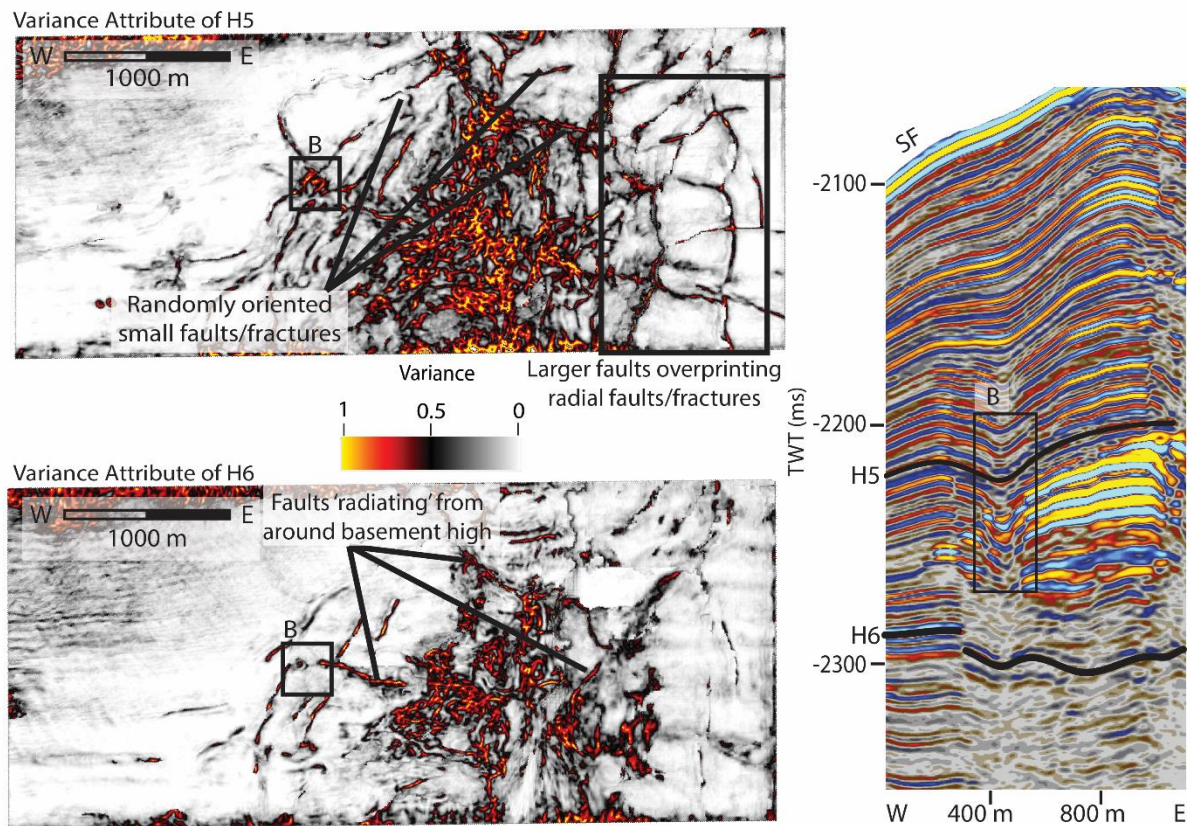 Variance Attribute of H5
W E
1000 m
B
Randomly oriented
small faults/fractures
Larger faults overprinting
radial faults/fractures
Variance
1 0.5 0
Variance Attribute of H6
W E
1000 m
Faults 'radiating' from
around basement high
B
SF
-2100
B
-2200
TWT (ms)
H5
H6
-2300
W 400 m 800 m E